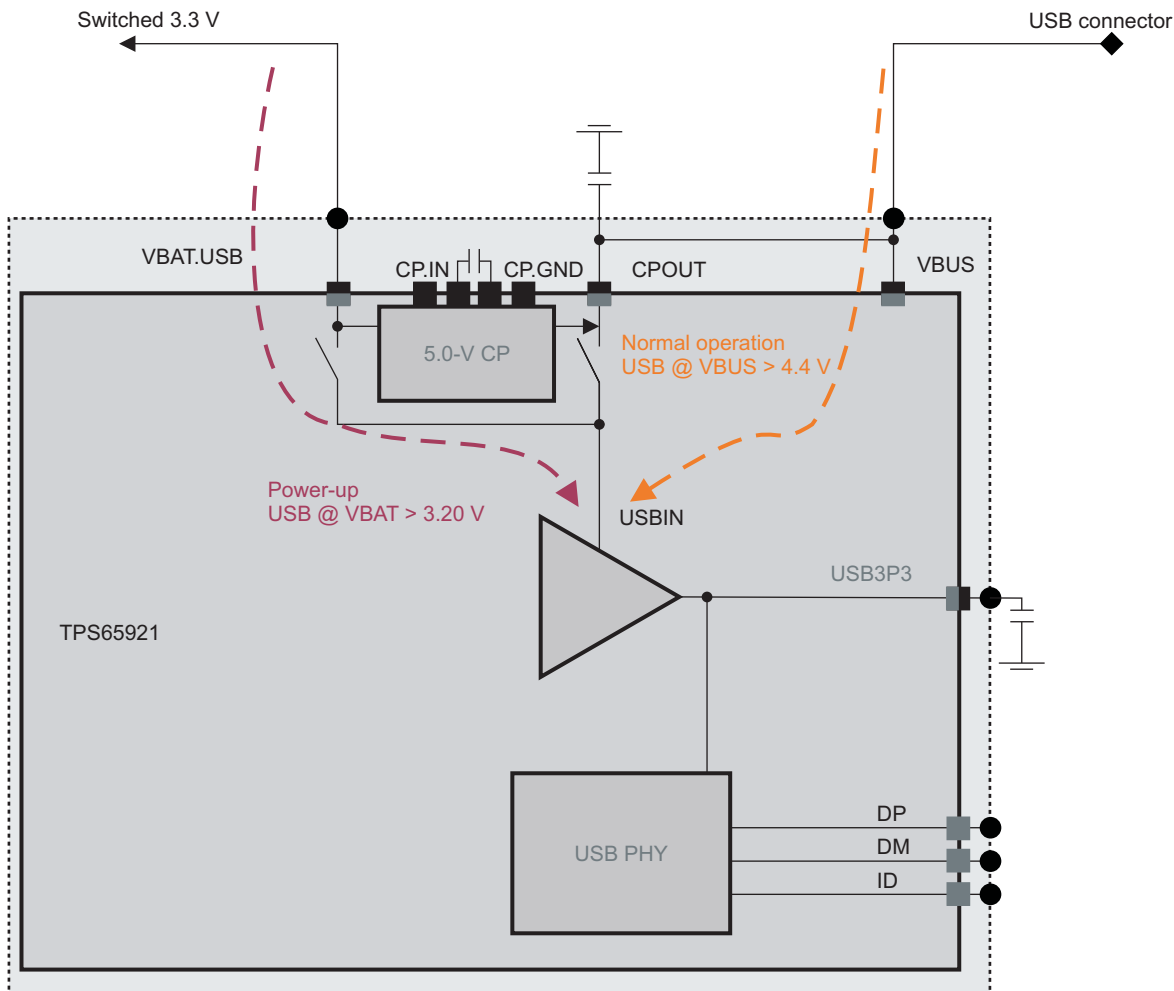 Switched 3.3 V
USB connector
VBAT.USB
CP.IN
CP.GND
CPOUT
VBUS
5.0-V CP
Normal operation
USB @ VBUS > 4.4 V
Power-up
USB @ VBAT > 3.20 V
USBIN
USB3P3
TPS65921
USB PHY
DP
DM
ID